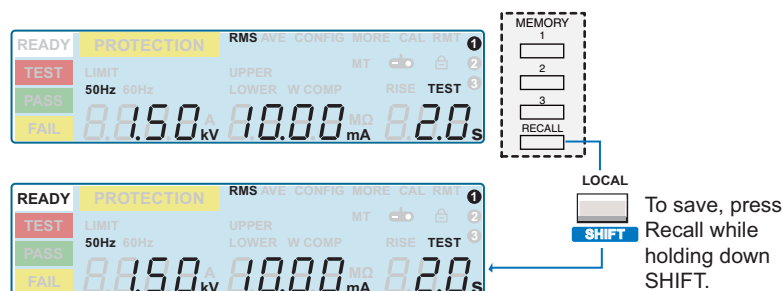 MEMORY
1
2
3
RECALL
READY PROTECTION RMS AVE CONFIG MORE CAL RMT 1
TEST LIMIT UPPER MT 2
50Hz 60Hz LOWER W COMP RISE TEST 3
PASS
FAIL 1.50 A kV 10.00 MΩ mA 2.0 s
LOCAL
SHIFT
To save, press
Recall while
holding down
SHIFT.
READY PROTECTION RMS AVE CONFIG MORE CAL RMT 1
TEST LIMIT UPPER MT 2
50Hz 60Hz LOWER W COMP RISE TEST 3
PASS
FAIL 1.50 A kV 10.00 MΩ mA 2.0 s